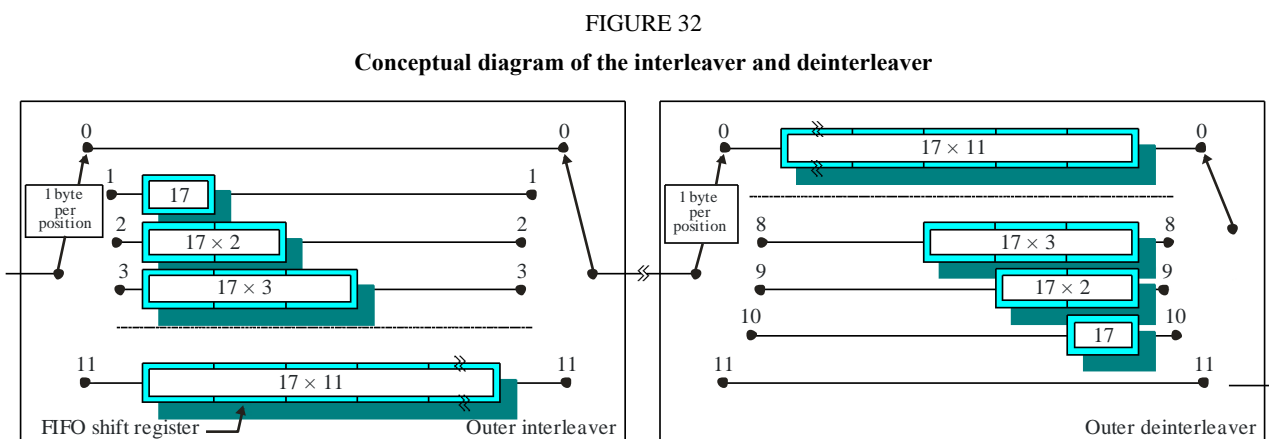 FIGURE 32
Conceptual diagram of the interleaver and deinterleaver
0 0
1 byte
per
position
1 17 1
2 17 × 2 2
3 17 × 3 3
11 17 × 11 11
FIFO shift register
Outer interleaver
0 17 × 11 0
1 byte
per
position
8 17 × 3 8
9 17 × 2 9
10 17 10
11 11
Outer deinterleaver